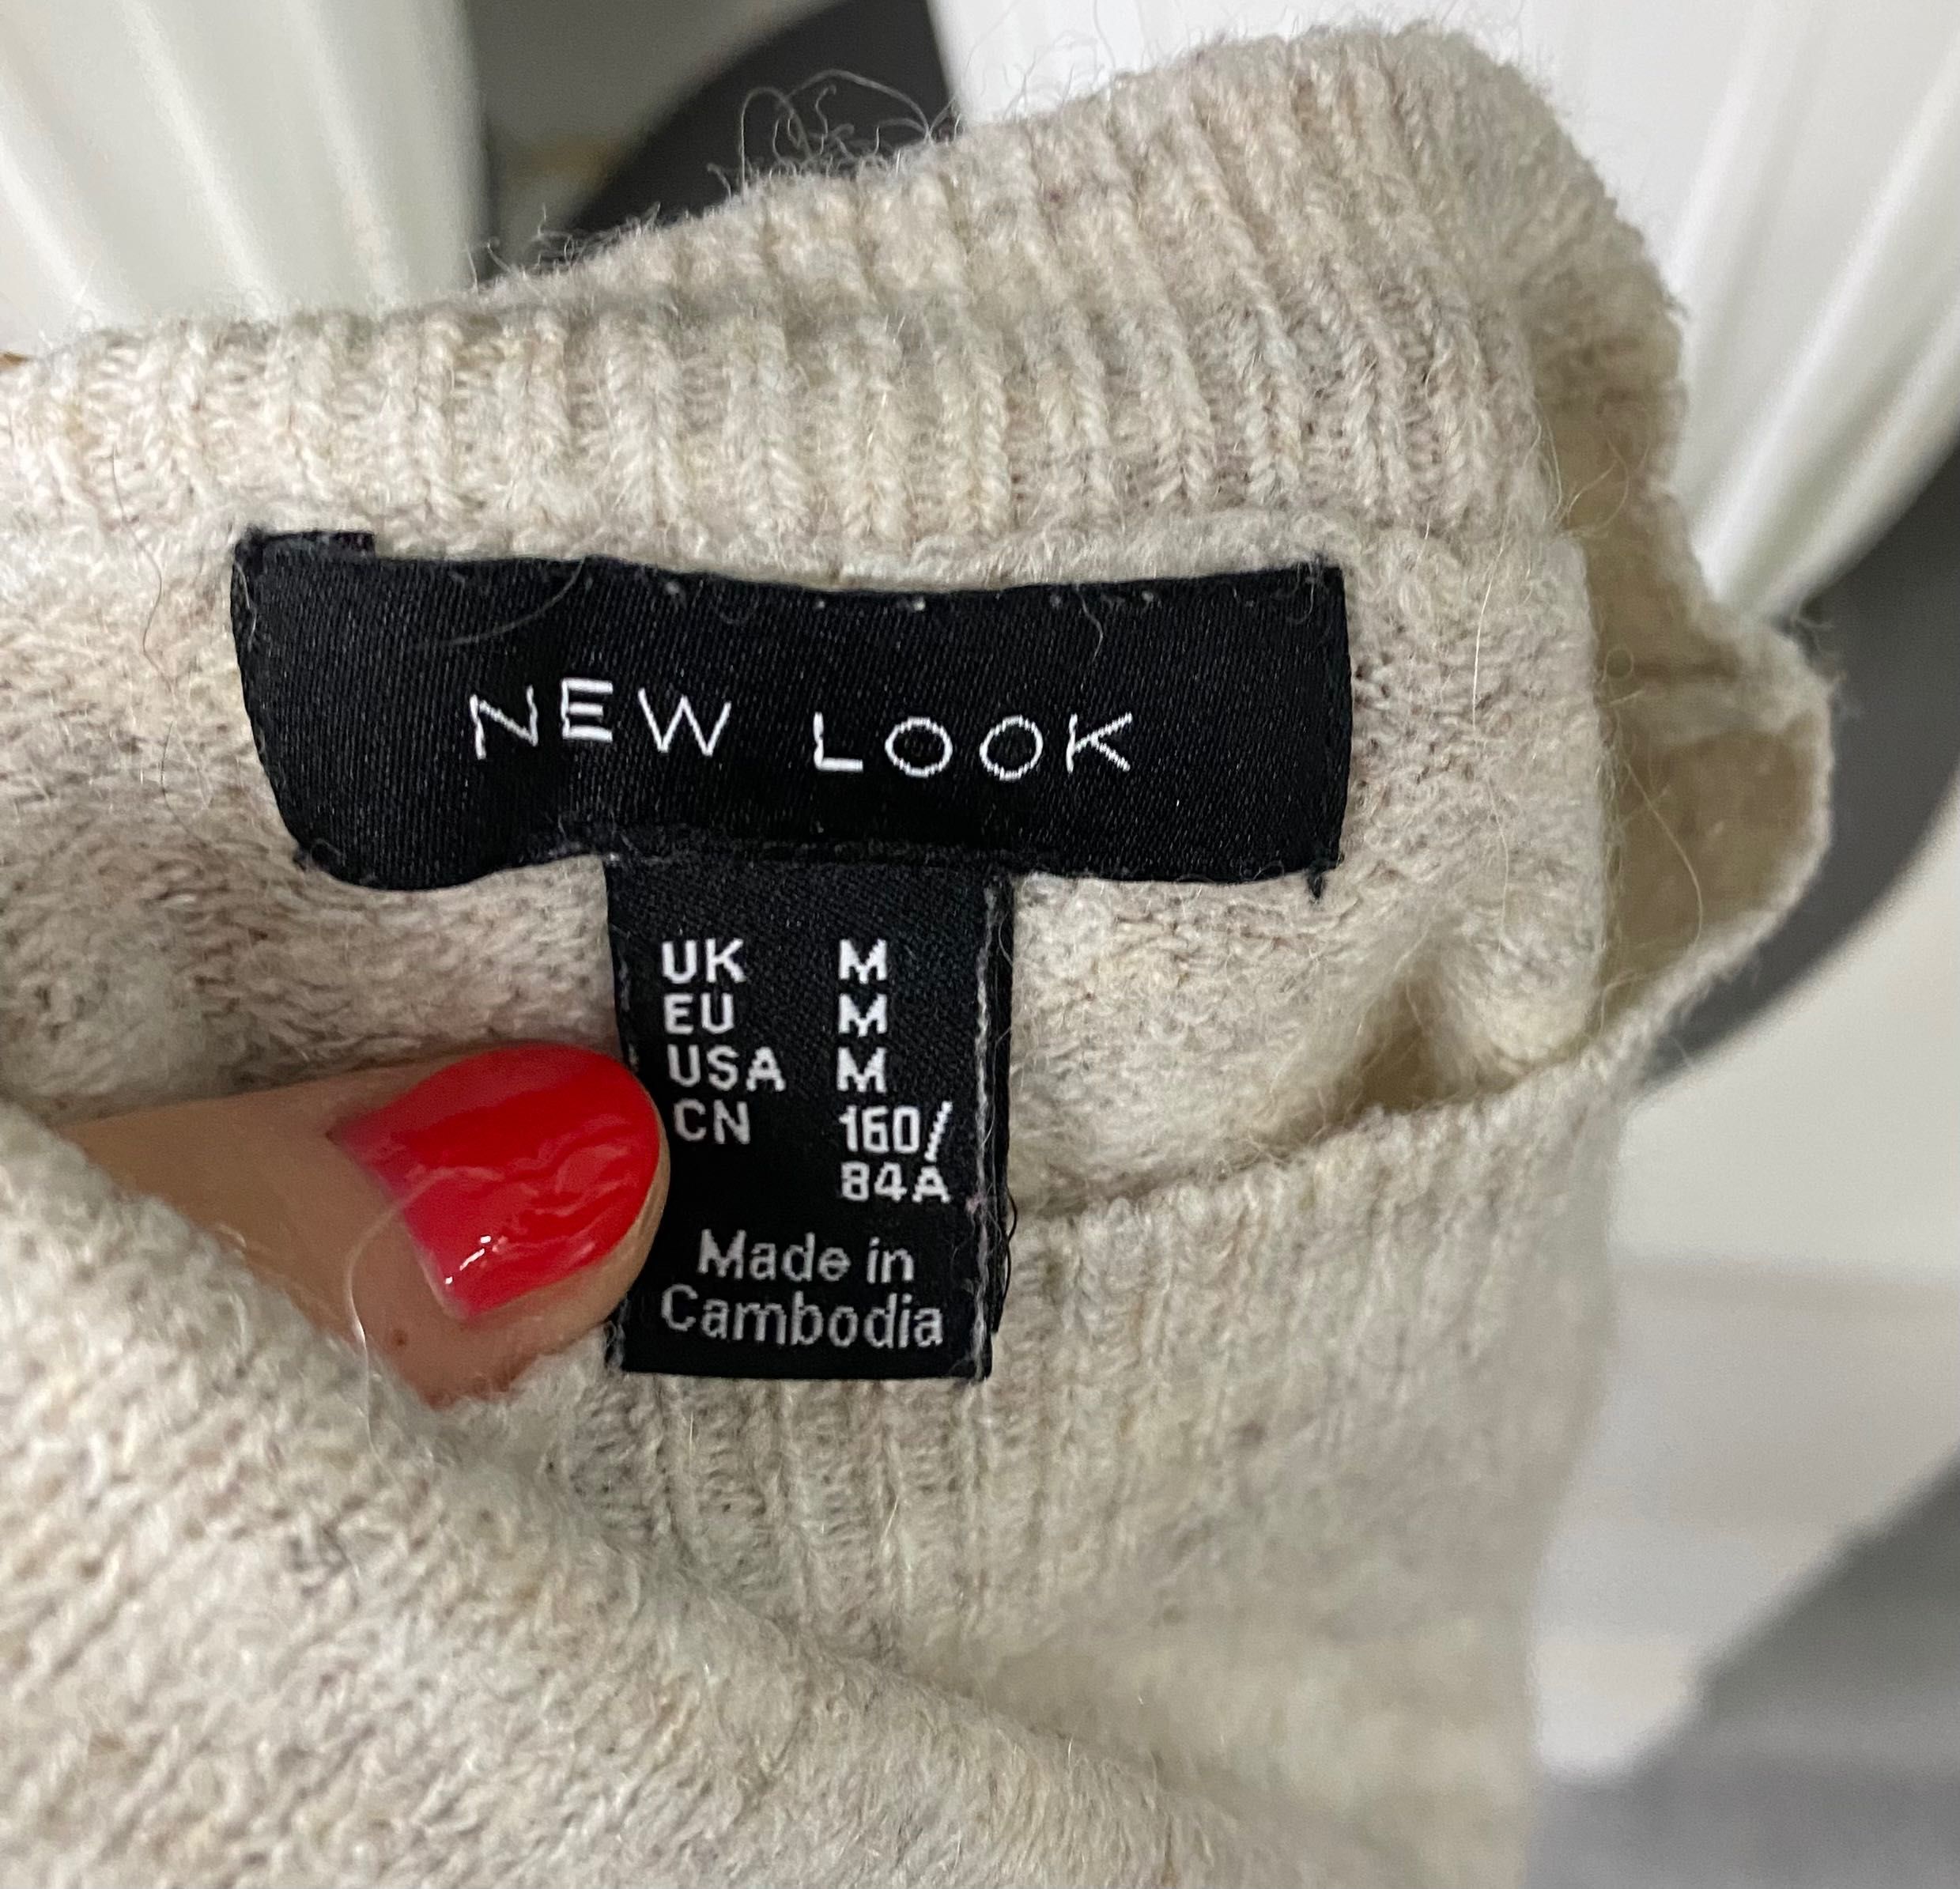 NEW LOOK
UK M
EU M
USA M
CN 160/
84A
Made in
Cambodia